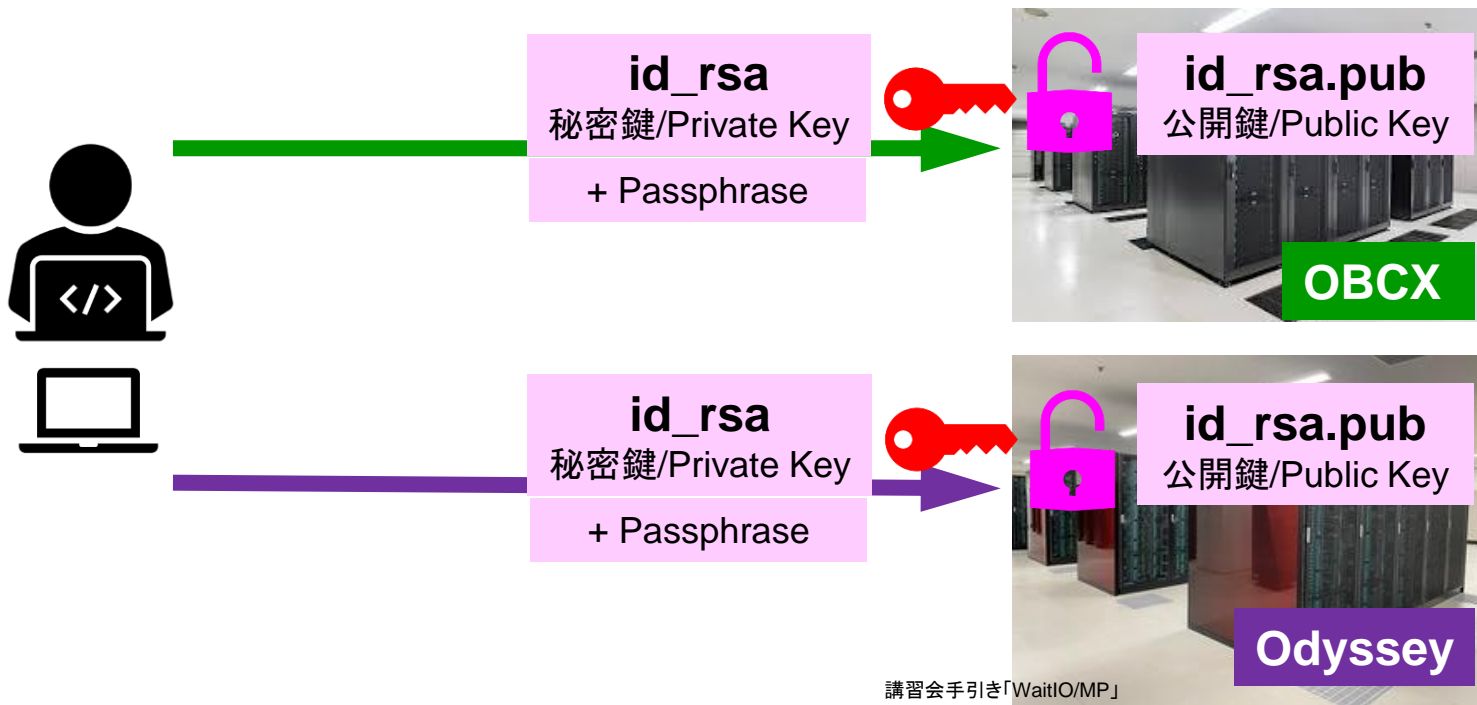 id_rsa
秘密鍵/Private Key
+ Passphrase
id_rsa.pub
公開鍵/Public Key
OBCX
</>
id_rsa
秘密鍵/Private Key
+ Passphrase
id_rsa.pub
公開鍵/Public Key
Odyssey
講習会手引き「WaitIO/MP」